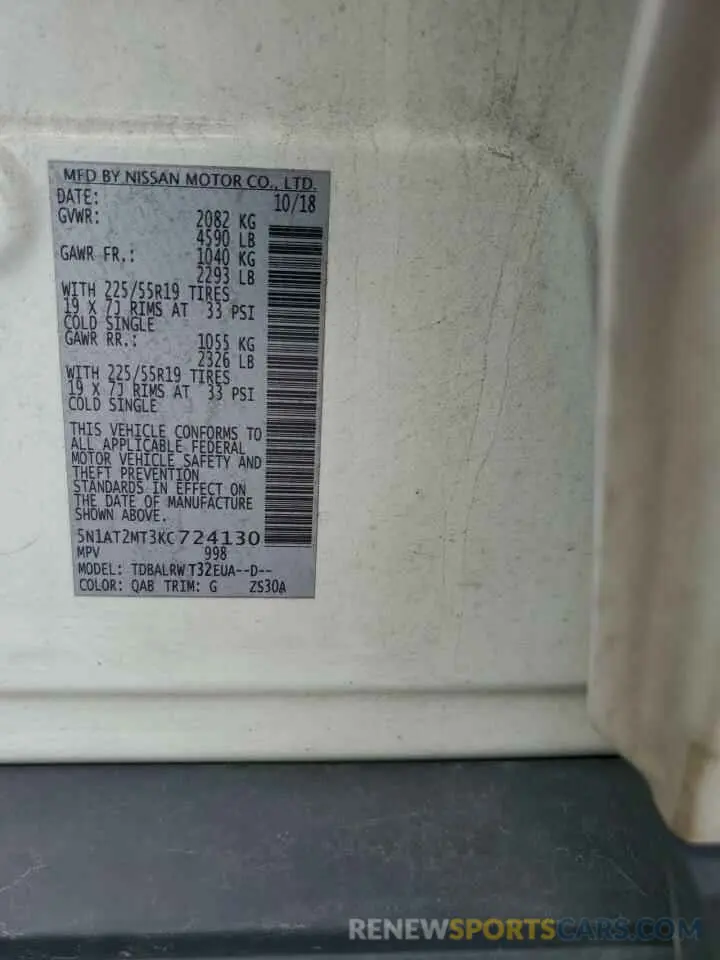 MFD BY NISSAN MOTOR CO., LTD.
DATE: 10/18
GVWR: 2082 KG
4590 LB
GAWR FR.: 1040 KG
2293 LB
WITH 225/55R19 TIRES
19 X 7J RIMS AT 33 PSI
COLD SINGLE
GAWR RR.: 1055 KG
2326 LB
WITH 225/55R19 TIRES
19 X 7J RIMS AT 33 PSI
COLD SINGLE
THIS VEHICLE CONFORMS TO
ALL APPLICABLE FEDERAL
MOTOR VEHICLE SAFETY AND
THEFT PREVENTION
STANDARDS IN EFFECT ON
THE DATE OF MANUFACTURE
SHOWN ABOVE.
5N1AT2MT3KC724130
MPV 998
MODEL: TDBALRW T32EUA--D--
COLOR: QAB TRIM: G ZS30A
RENEWSPORTSCARS.COM